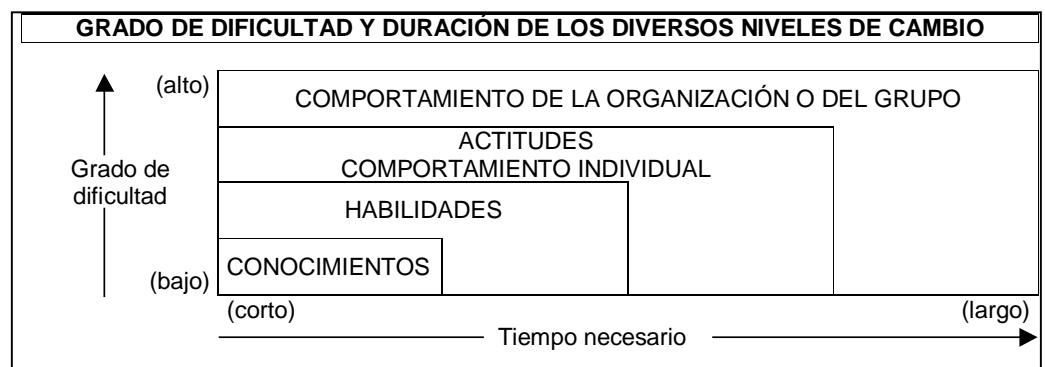 GRADO DE DIFICULTAD Y DURACIÓN DE LOS DIVERSOS NIVELES DE CAMBIO
(alto)
COMPORTAMIENTO DE LA ORGANIZACIÓN O DEL GRUPO
ACTITUDES
COMPORTAMIENTO INDIVIDUAL
Grado de
dificultad
HABILIDADES
CONOCIMIENTOS
(bajo)
(corto)
(largo)
Tiempo necesario